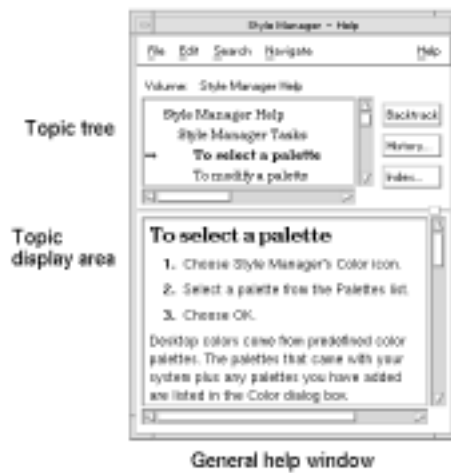 Style Manager - Help
File Edit Search Navigate Help
Volume: Style Manager Help
Topic tree
Style Manager Help
Style Manager Tasks
To select a palette
To modify a palette
Backtrack
History...
Index...
Topic
display area
To select a palette
1. Choose Style Manager's Color icon.
2. Select a palette from the Palettes list.
3. Choose OK.
Desktop colors come from predefined color
palettes. The palettes that came with your
system plus any palettes you have added
are listed in the Color dialog box.
General help window